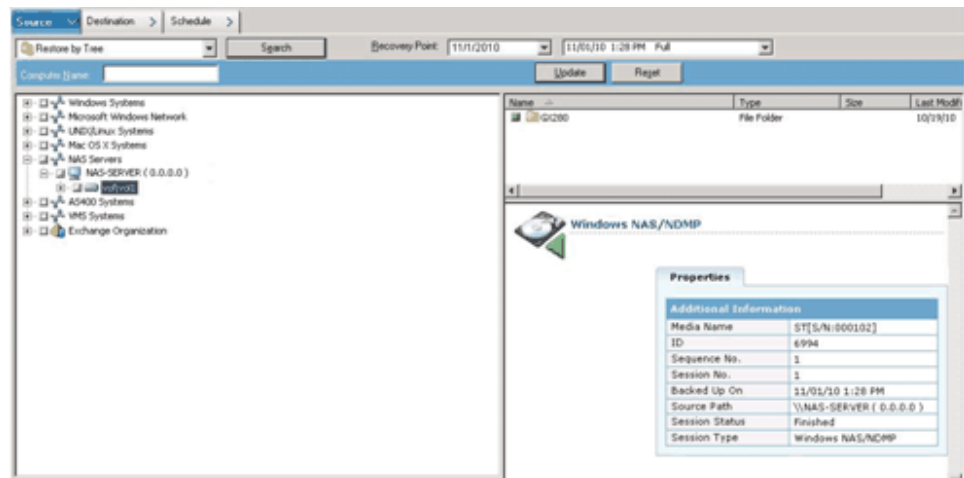 Source Destination > Schedule >
Restore by Tree Search Recovery Point: 11/1/2010 11/01/10 1:28 PM Full
Computer Name: Update Reset
Windows Systems
Microsoft Windows Network
UNIX/Linux Systems
Mac OS X Systems
NAS Servers
NAS-SERVER ( 0.0.0.0 )
AS400 Systems
VMS Systems
Exchange Organization
Name Type Size Last Modifi
GX280 File Folder 10/19/10
Windows NAS/NDMP
Properties
Additional Information
Media Name ST[S/N:000102]
ID 6994
Sequence No. 1
Session No. 1
Backed Up On 11/01/10 1:28 PM
Source Path \\NAS-SERVER ( 0.0.0.0 )
Session Status Finished
Session Type Windows NAS/NDMP